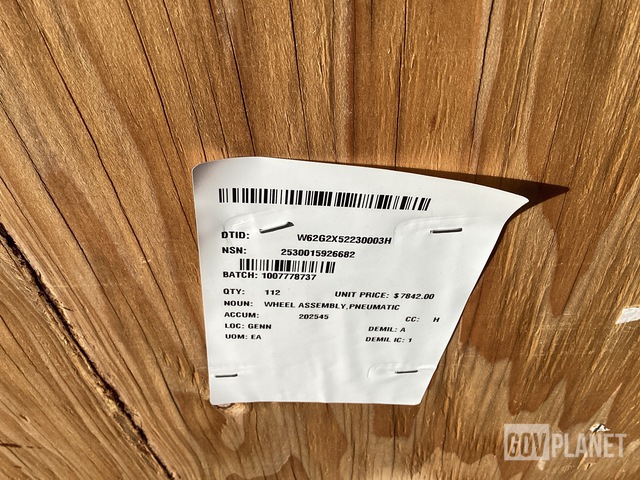 DTID: W62G2X52230003H
NSN: 2530015926682
BATCH: 1007778737
QTY: 112 UNIT PRICE: $7842.00
NOUN: WHEEL ASSEMBLY,PNEUMATIC
ACCUM: 202545 CC: H
LOC: GENN DEMIL: A
UOM: EA DEMIL IC: 1
GOVPLANET